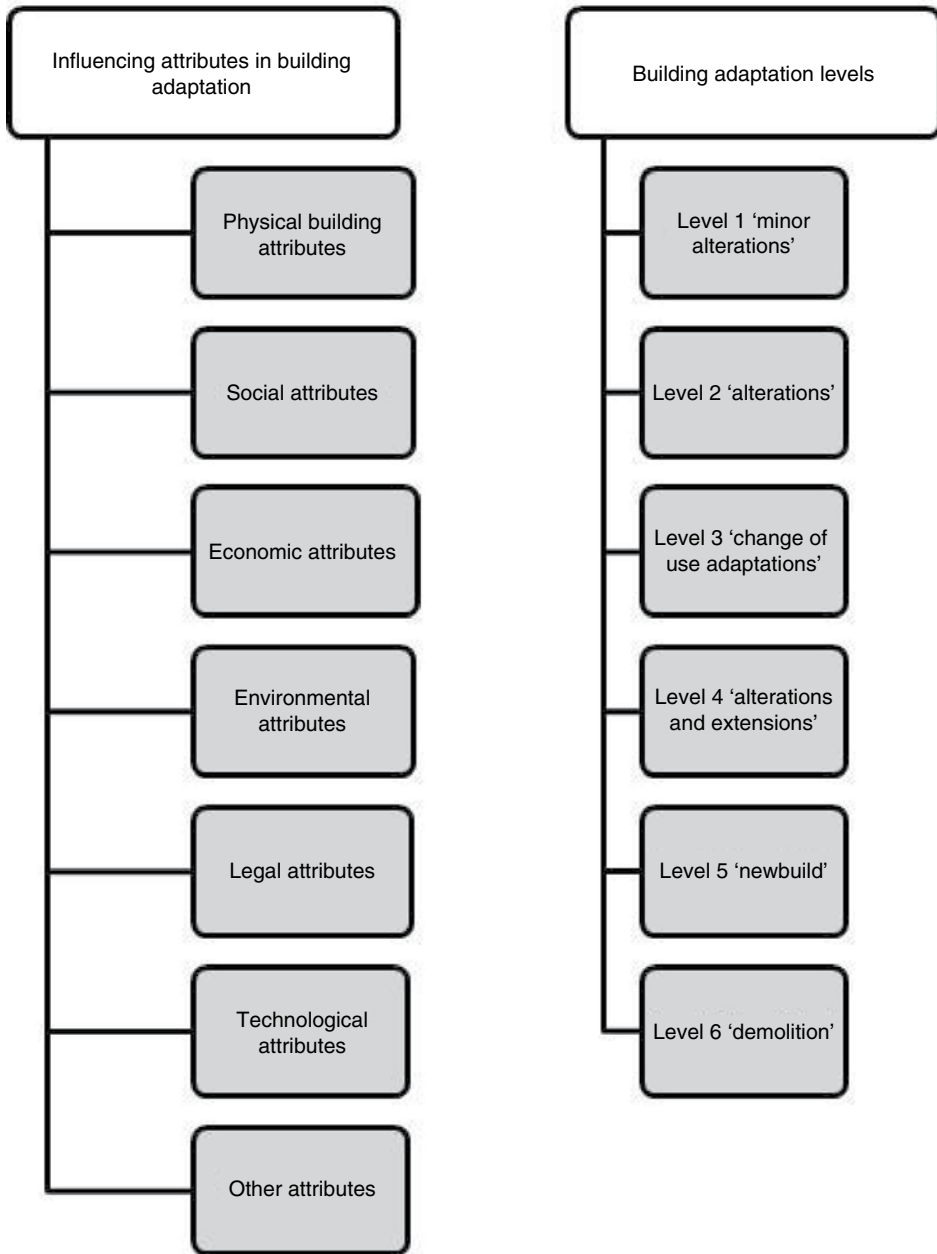 Influencing attributes in building
adaptation
Physical building
attributes
Social attributes
Economic attributes
Environmental
attributes
Legal attributes
Technological
attributes
Other attributes
Building adaptation levels
Level 1 ‘minor
alterations’
Level 2 ‘alterations’
Level 3 ‘change of
use adaptations’
Level 4 ‘alterations
and extensions’
Level 5 ‘newbuild’
Level 6 ‘demolition’